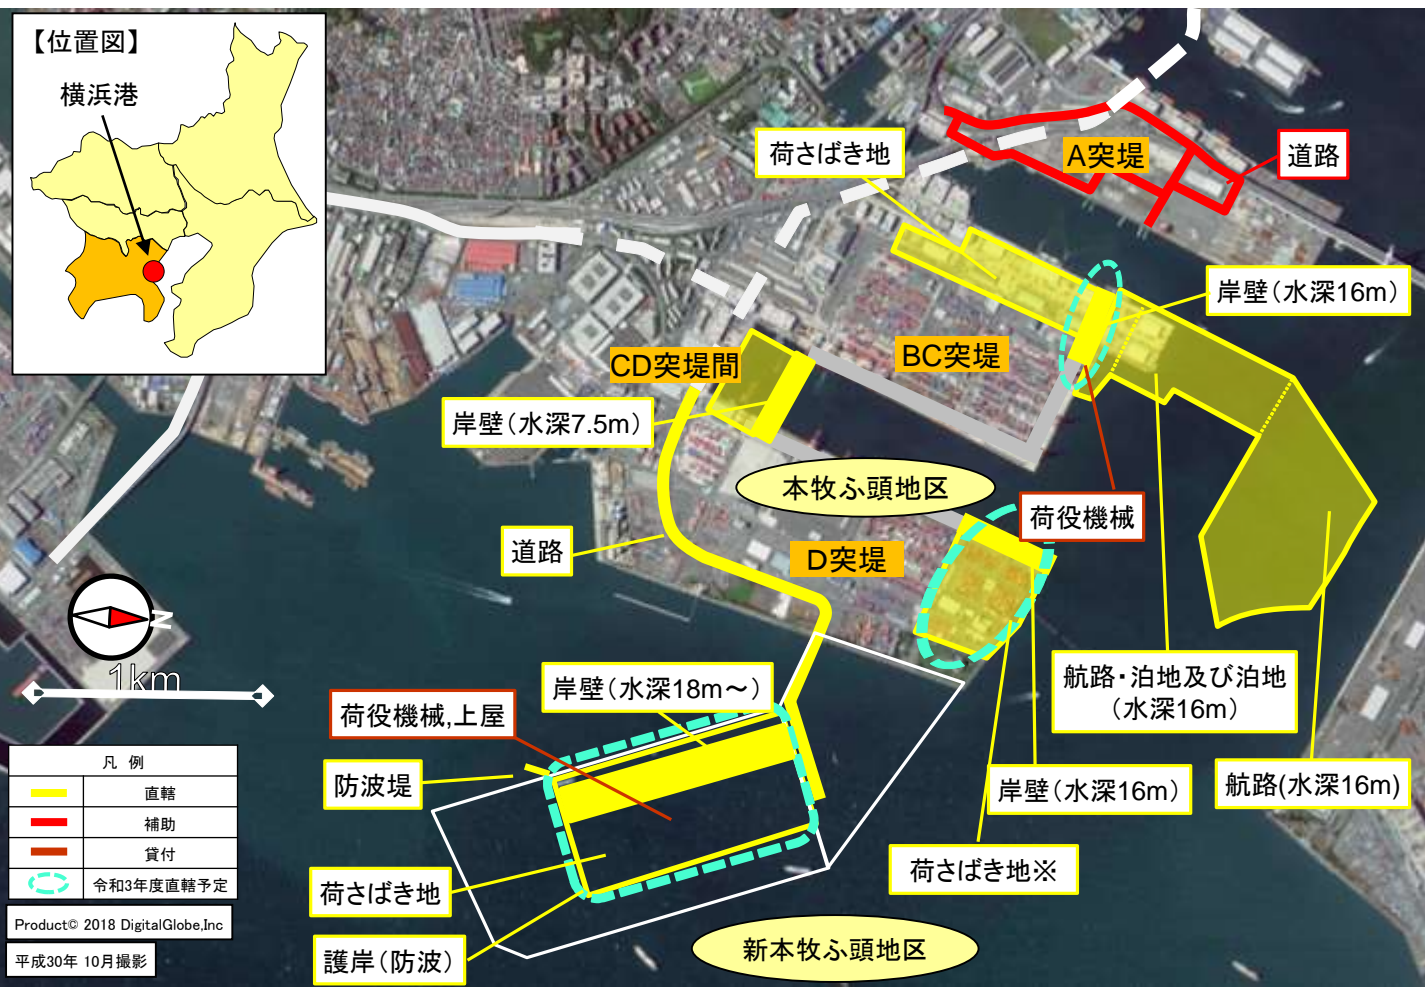 【位置図】
横浜港
荷さばき地
A突堤
道路
岸壁（水深16m）
BC突堤
CD突堤間
岸壁（水深7.5m）
本牧ふ頭地区
荷役機械
道路
D突堤
N
1km
岸壁（水深18m～）
航路・泊地及び泊地
（水深16m）
荷役機械,上屋
防波堤
岸壁（水深16m）
航路(水深16m)
荷さばき地※
荷さばき地
護岸（防波）
新本牧ふ頭地区
凡 例
直轄
補助
貸付
令和3年度直轄予定
Product© 2018 DigitalGlobe,Inc
平成30年 10月撮影